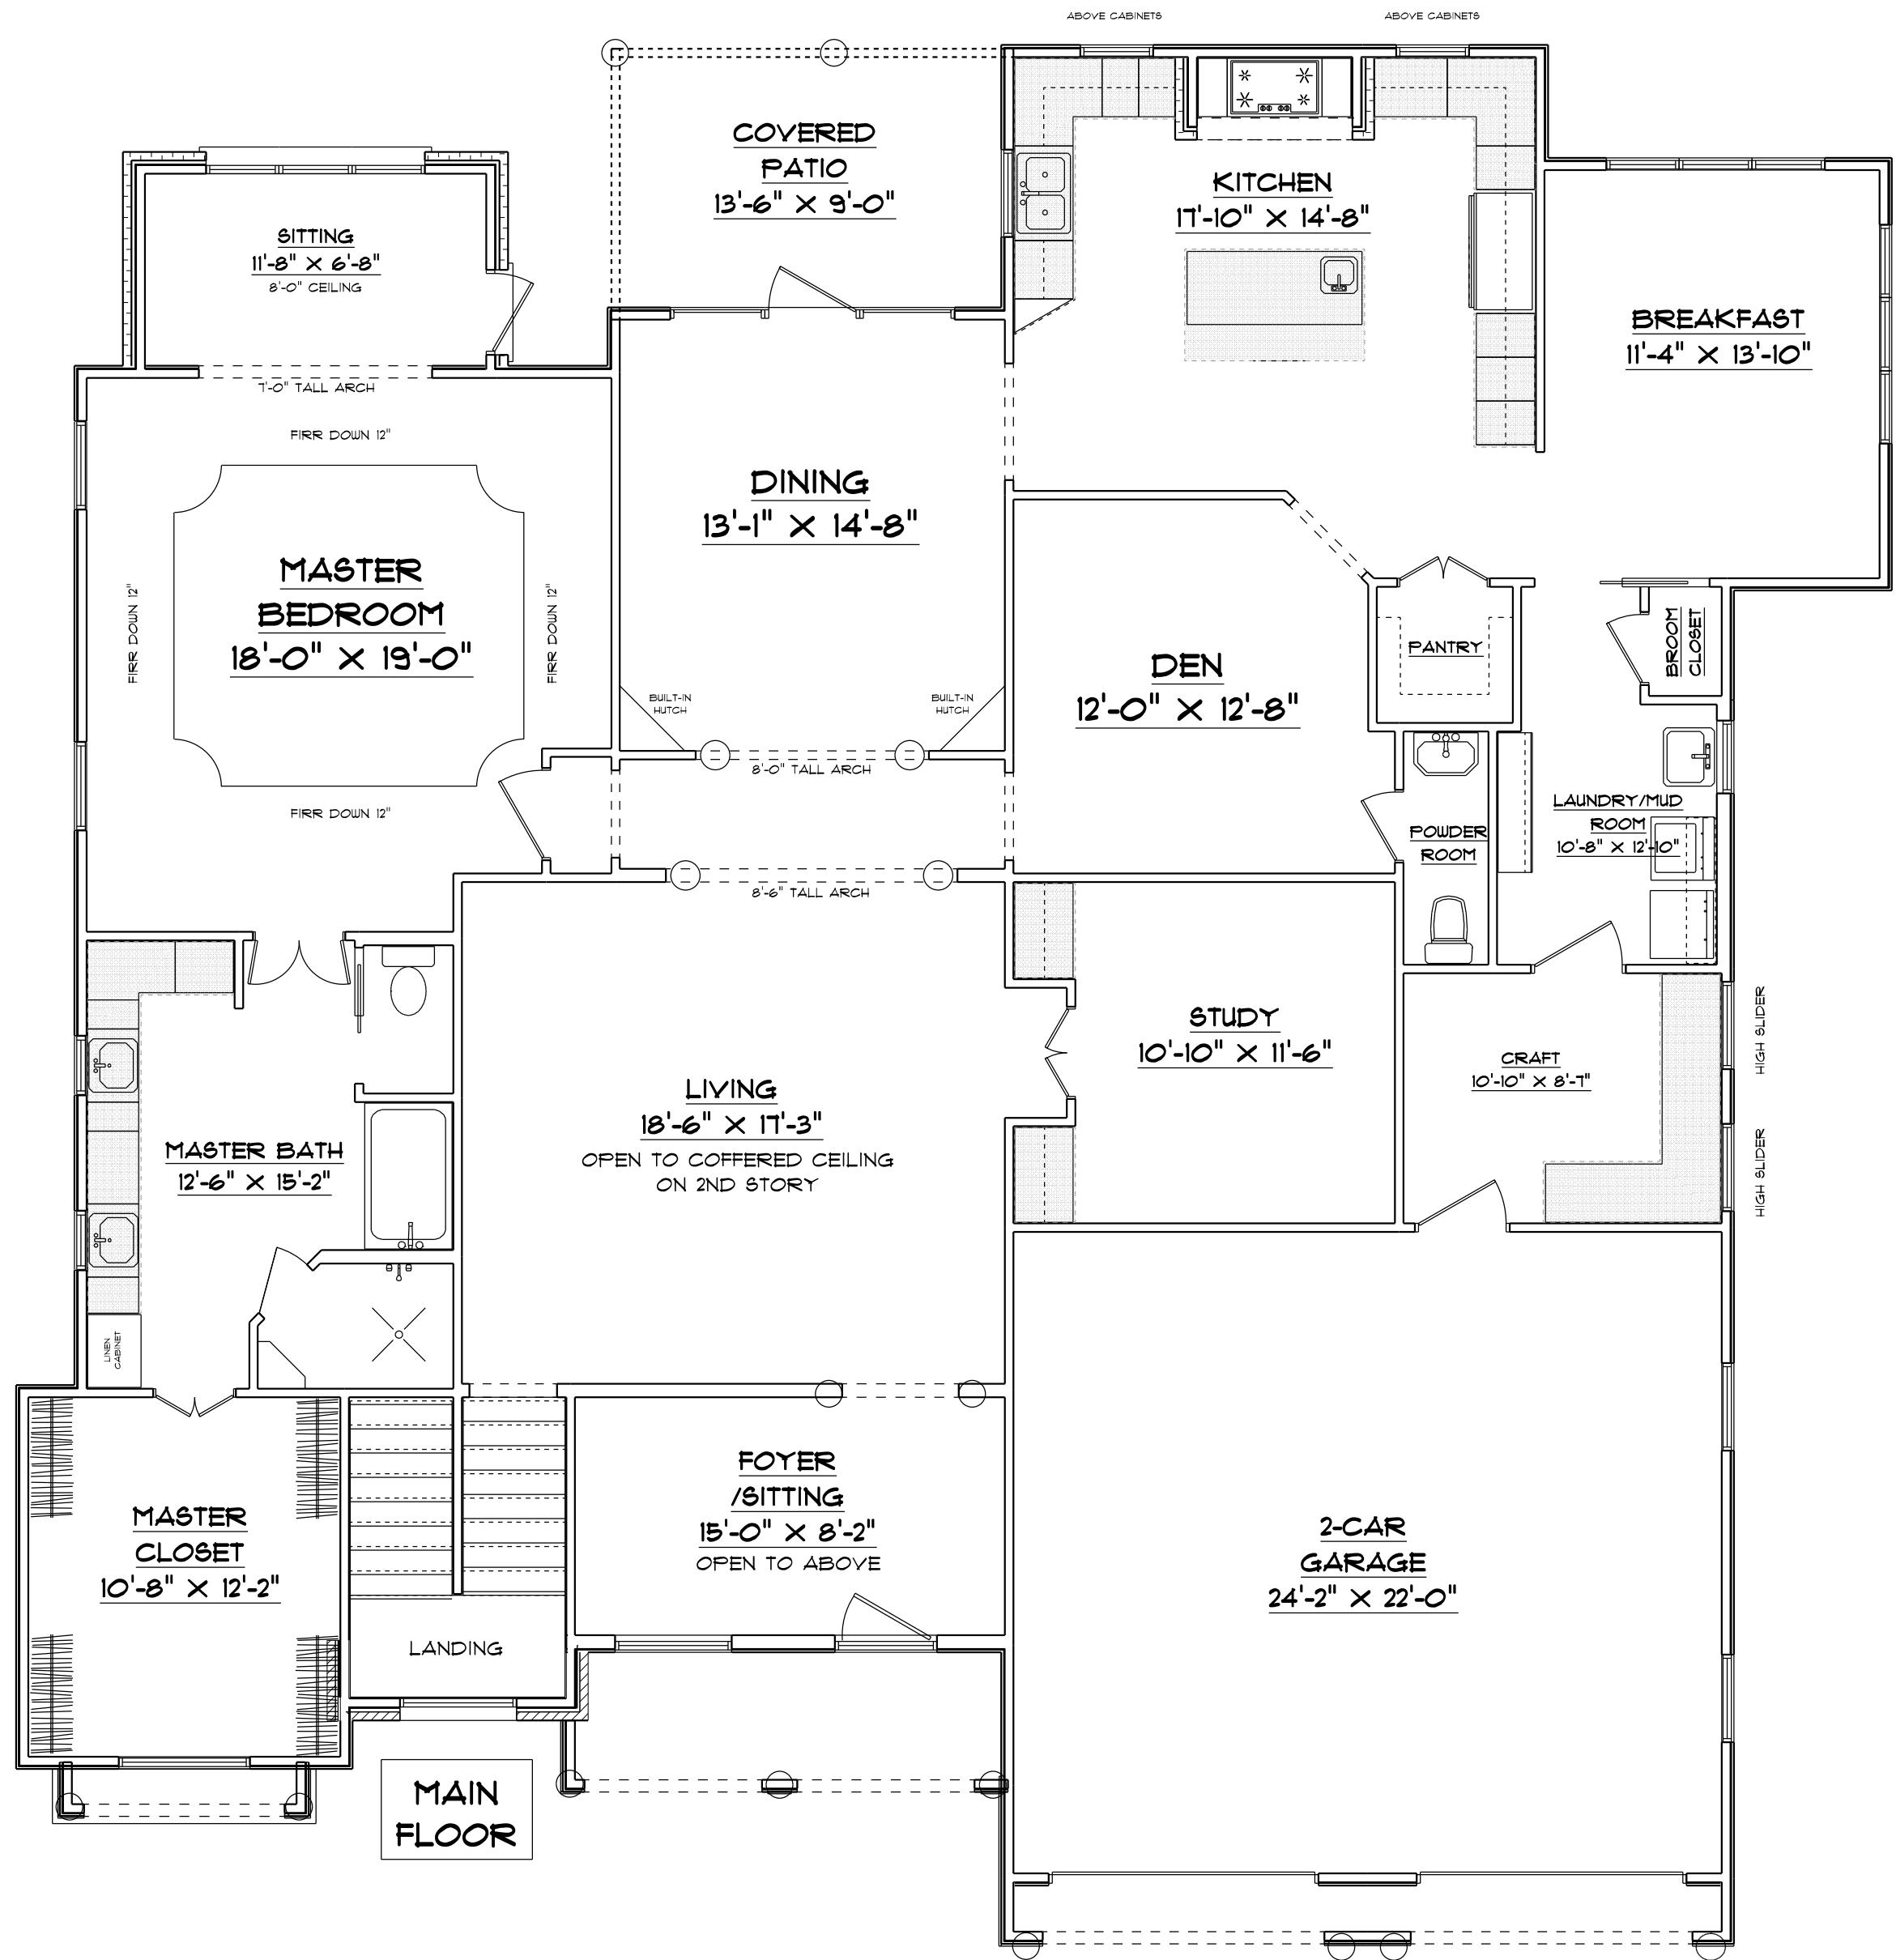 ABOVE CABINETS
ABOVE CABINETS
COVERED
PATIO
13'-6" X 9'-0"
KITCHEN
17'-10" X 14'-8"
SITTING
11'-8" X 6'-8"
8'-0" CEILING
BREAKFAST
11'-4" X 13'-10"
7'-0" TALL ARCH
FIRR DOWN 12"
DINING
13'-1" X 14'-8"
MASTER
BEDROOM
18'-0" X 19'-0"
FIRR DOWN 12"
FIRR DOWN 12"
FIRR DOWN 12"
BUILT-IN
HUTCH
BUILT-IN
HUTCH
DEN
12'-0" X 12'-8"
PANTRY
BROOM
CLOSET
8'-0" TALL ARCH
POWDER
ROOM
LAUNDRY/MUD
ROOM
10'-8" X 12'-10"
8'-6" TALL ARCH
STUDY
10'-10" X 11'-6"
CRAFT
10'-10" X 8'-7"
HIGH SLIDER
HIGH SLIDER
LIVING
18'-6" X 17'-3"
OPEN TO COFFERED CEILING
ON 2ND STORY
MASTER BATH
12'-6" X 15'-2"
LINEN
CABINET
FOYER
/SITTING
15'-0" X 8'-2"
OPEN TO ABOVE
MASTER
CLOSET
10'-8" X 12'-2"
2-CAR
GARAGE
24'-2" X 22'-0"
LANDING
MAIN
FLOOR